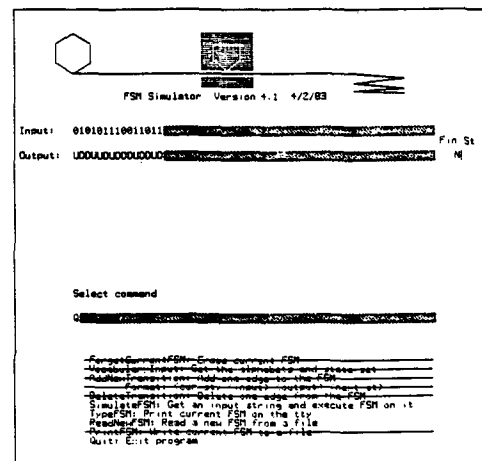 FSM Simulator Version 4.1 4/2/83
Input: 010101110011011
Fin St
Output: UDDUUDUDDDUDDUD
N
Select command
Q
ForgetCurrentFSM: Erase current FSM
VocabularyInput: Get the alphabets and state set
AddNewTransition: Add one edge to the FSM
Format: (cur st, input) (output, next st)
DeleteTransition: Delete one edge from the FSM
SimulateFSM: Get an input string and execute FSM on it
TypeFSM: Print current FSM on the tty
ReadNewFSM: Read a new FSM from a file
PrintFSM: Write current FSM to a file
Quit: Exit program